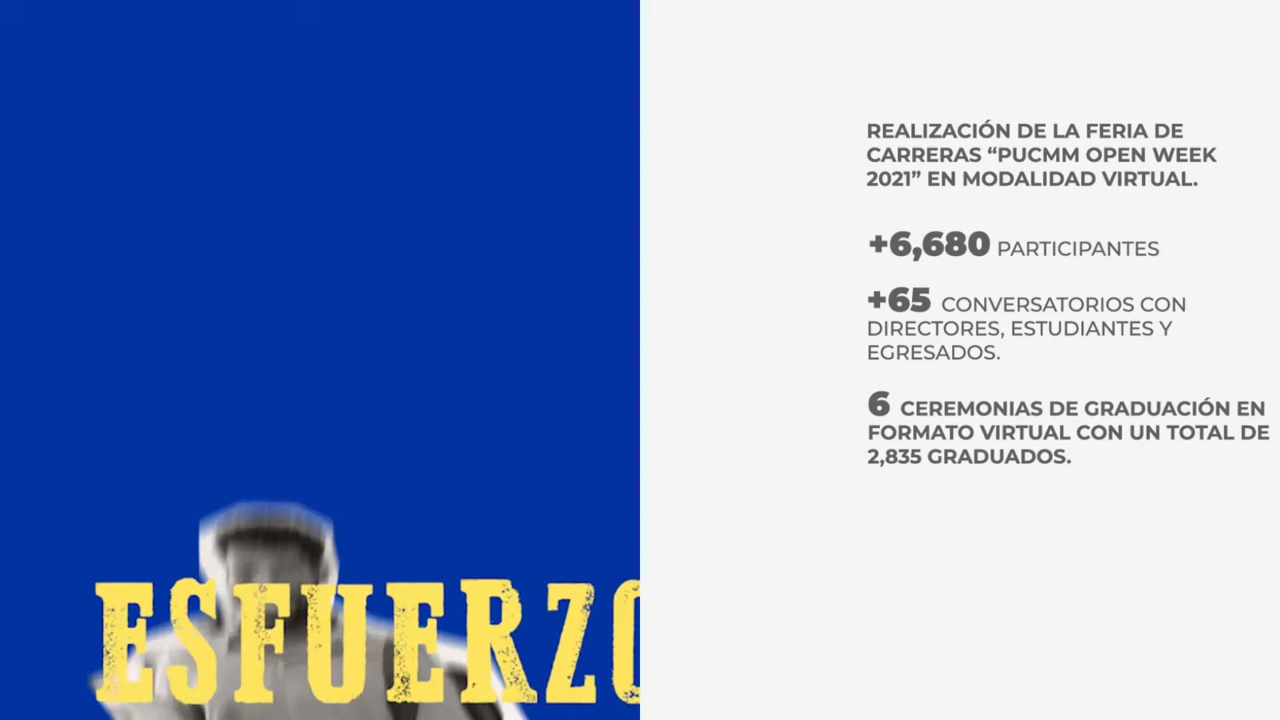 REALIZACIÓN DE LA FERIA DE
CARRERAS “PUCMM OPEN WEEK
2021” EN MODALIDAD VIRTUAL.
+6,680 PARTICIPANTES
+65 CONVERSATORIOS CON
DIRECTORES, ESTUDIANTES Y
EGRESADOS.
6 CEREMONIAS DE GRADUACIÓN EN
FORMATO VIRTUAL CON UN TOTAL DE
2,835 GRADUADOS.
ESFUERZO